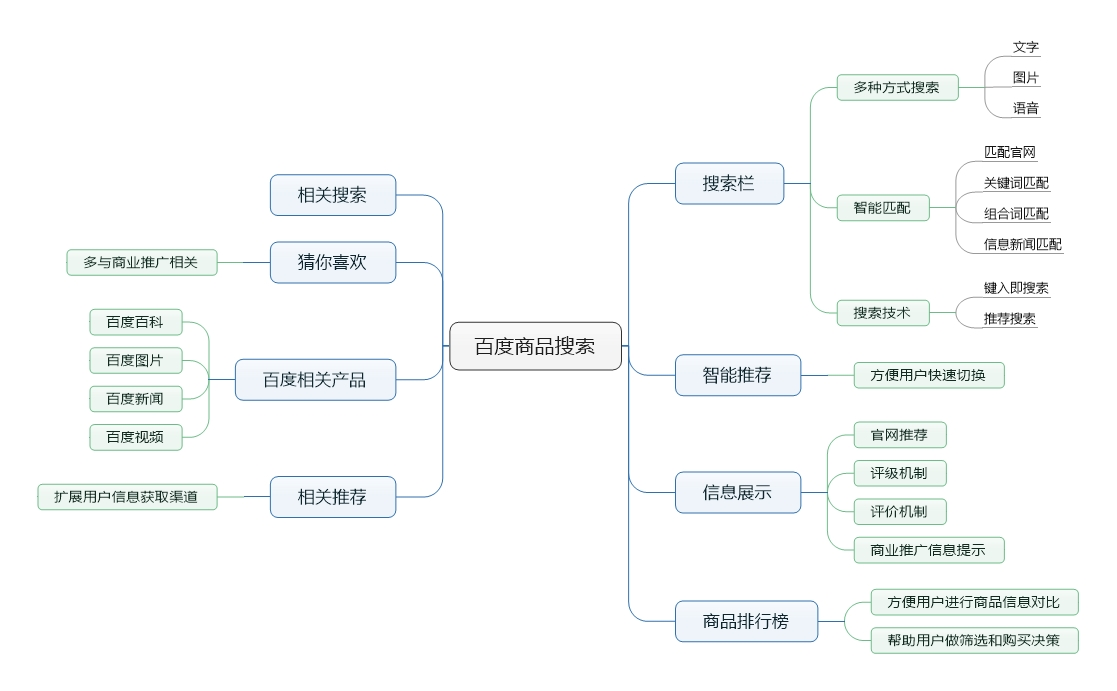 百度商品搜索
搜索栏
多种方式搜索
文字
图片
语音
智能匹配
匹配官网
关键词匹配
组合词匹配
信息新闻匹配
搜索技术
键入即搜索
推荐搜索
智能推荐
方便用户快速切换
信息展示
官网推荐
评级机制
评价机制
商业推广信息提示
商品排行榜
方便用户进行商品信息对比
帮助用户做筛选和购买决策
相关搜索
猜你喜欢
多与商业推广相关
百度相关产品
百度百科
百度图片
百度新闻
百度视频
相关推荐
扩展用户信息获取渠道